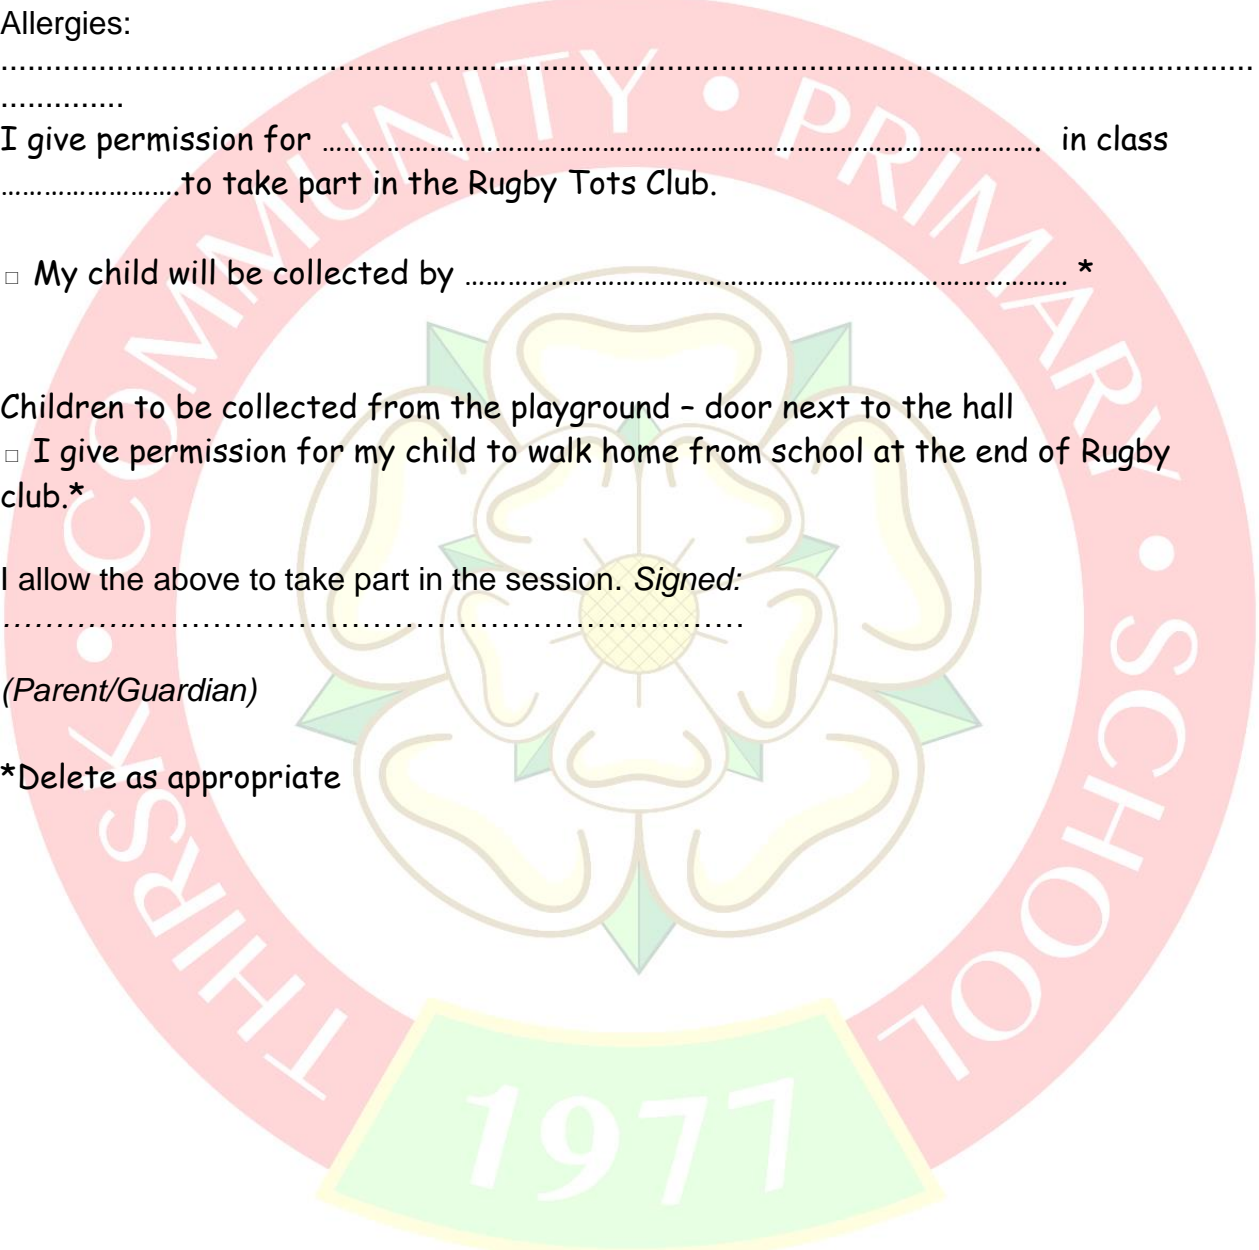 Allergies:
................................................................................................................................................
..............
I give permission for ………………………………………………………………………………………. in class
…………………….to take part in the Rugby Tots Club.
□ My child will be collected by ………………………………………………………………………… *
Children to be collected from the playground – door next to the hall
□ I give permission for my child to walk home from school at the end of Rugby
club.*
I allow the above to take part in the session. Signed:
………….……………………………………………………
(Parent/Guardian)
*Delete as appropriate
THIRSK • COMMUNITY • PRIMARY • SCHOOL
1977